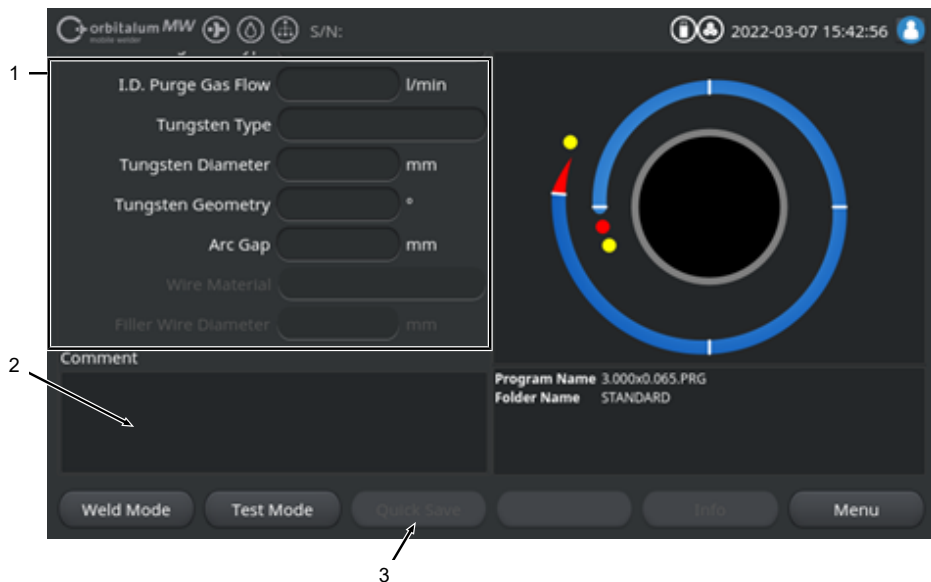 orbitalum MW
mobile welder
S/N:
2022-03-07 15:42:56
1
I.D. Purge Gas Flow l/min
Tungsten Type
Tungsten Diameter mm
Tungsten Geometry °
Arc Gap mm
Wire Material
Filler Wire Diameter mm
2
Comment
Program Name 3.000x0.065.PRG
Folder Name STANDARD
Weld Mode
Test Mode
Quick Save
Info
Menu
3